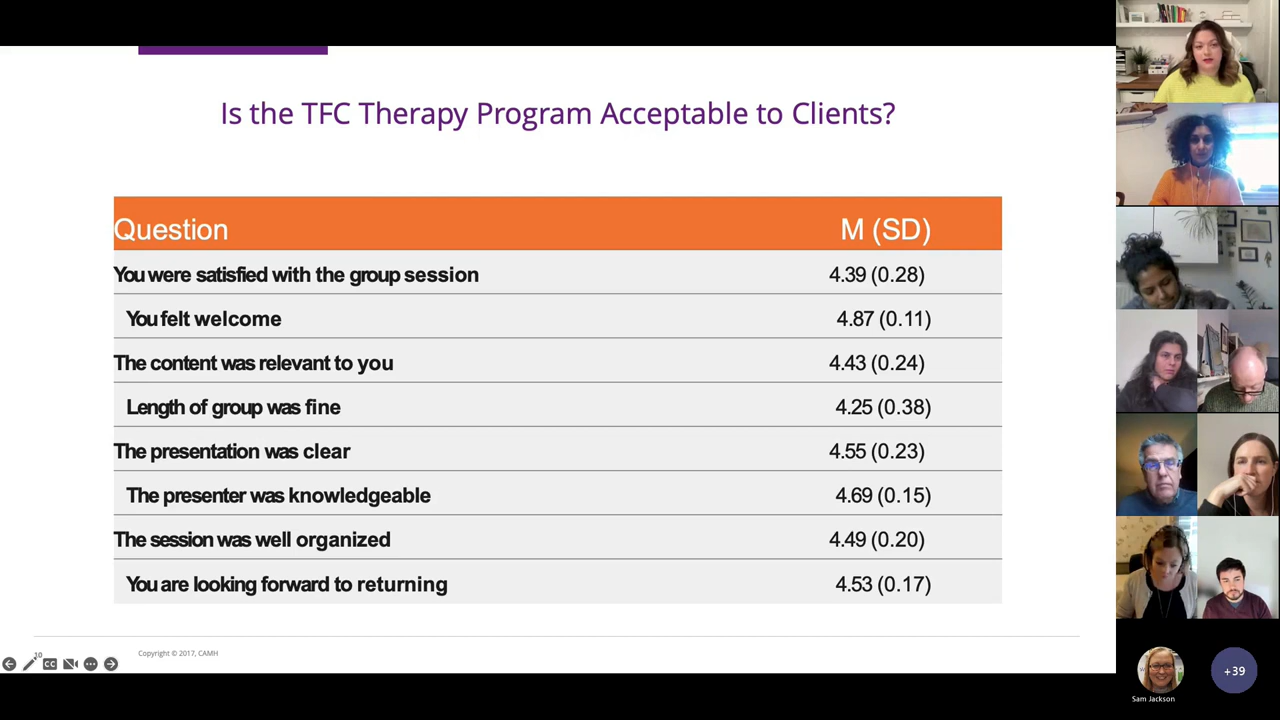 Is the TFC Therapy Program Acceptable to Clients?
Question M (SD)
You were satisfied with the group session 4.39 (0.28)
You felt welcome 4.87 (0.11)
The content was relevant to you 4.43 (0.24)
Length of group was fine 4.25 (0.38)
The presentation was clear 4.55 (0.23)
The presenter was knowledgeable 4.69 (0.15)
The session was well organized 4.49 (0.20)
You are looking forward to returning 4.53 (0.17)
Copyright © 2017, CAMH
10
CC
Sam Jackson
+39